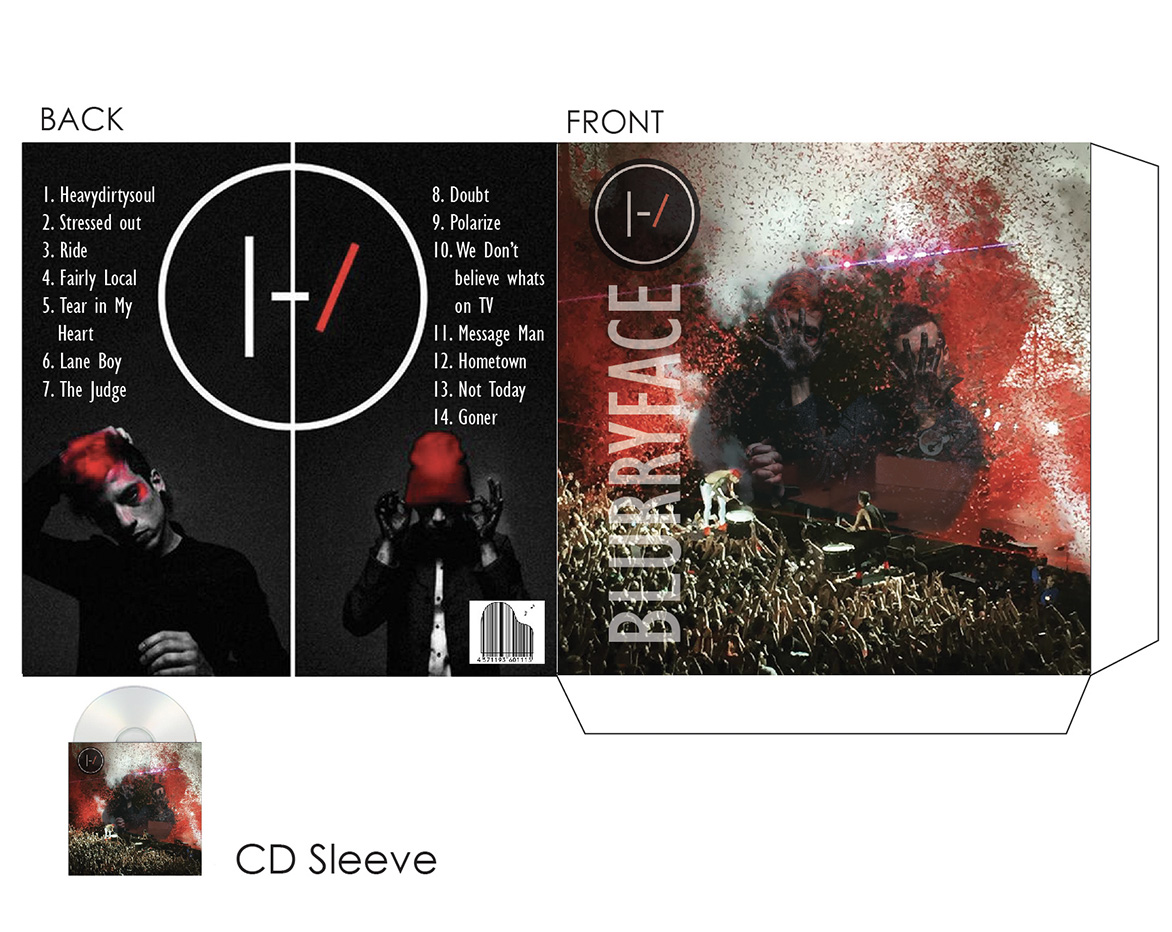 BACK
FRONT
1. Heavydirtysoul
2. Stressed out
3. Ride
4. Fairly Local
5. Tear in My
Heart
6. Lane Boy
7. The Judge
8. Doubt
9. Polarize
10. We Don't
believe whats
on TV
11. Message Man
12. Hometown
13. Not Today
14. Goner
BLURRYFACE
CD Sleeve